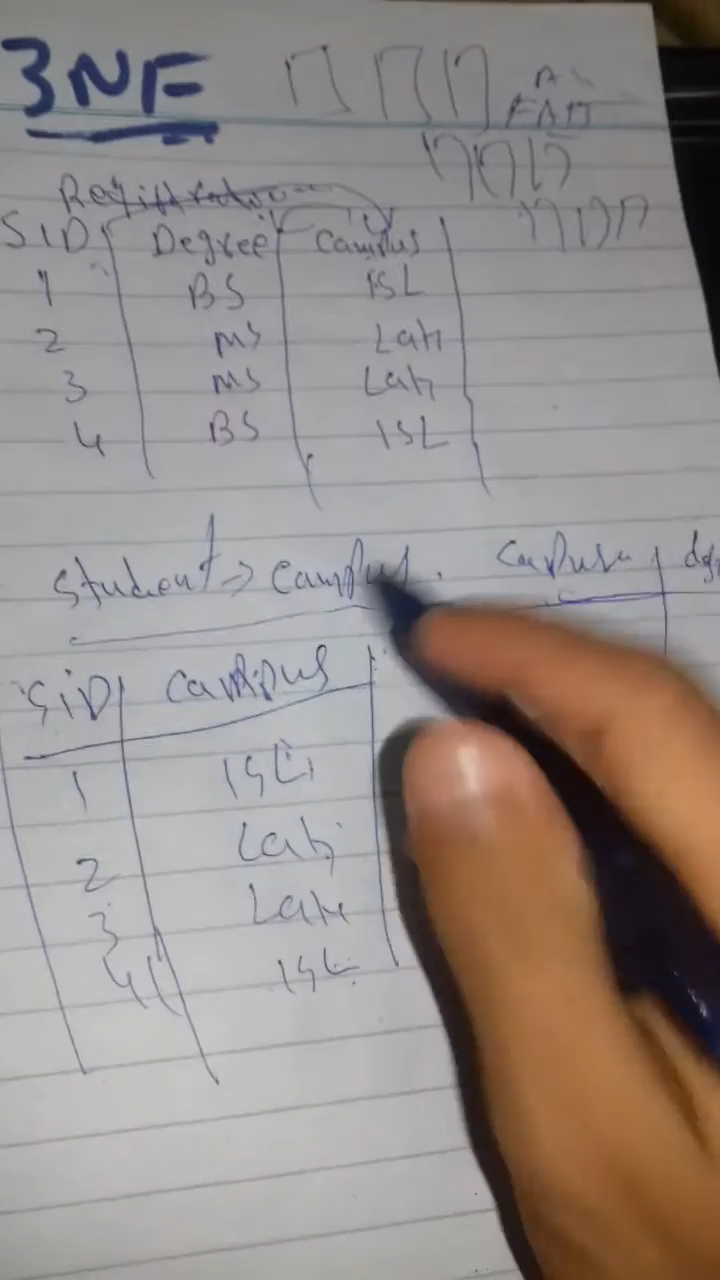 3NF
Registration
SID Degree Campus
1 BS ISL
2 MS Lah
3 MS Lah
4 BS ISL
Student → Campus. Campus
SiD Campus
1 ISL
2 Lah
3 Lah
4 ISL